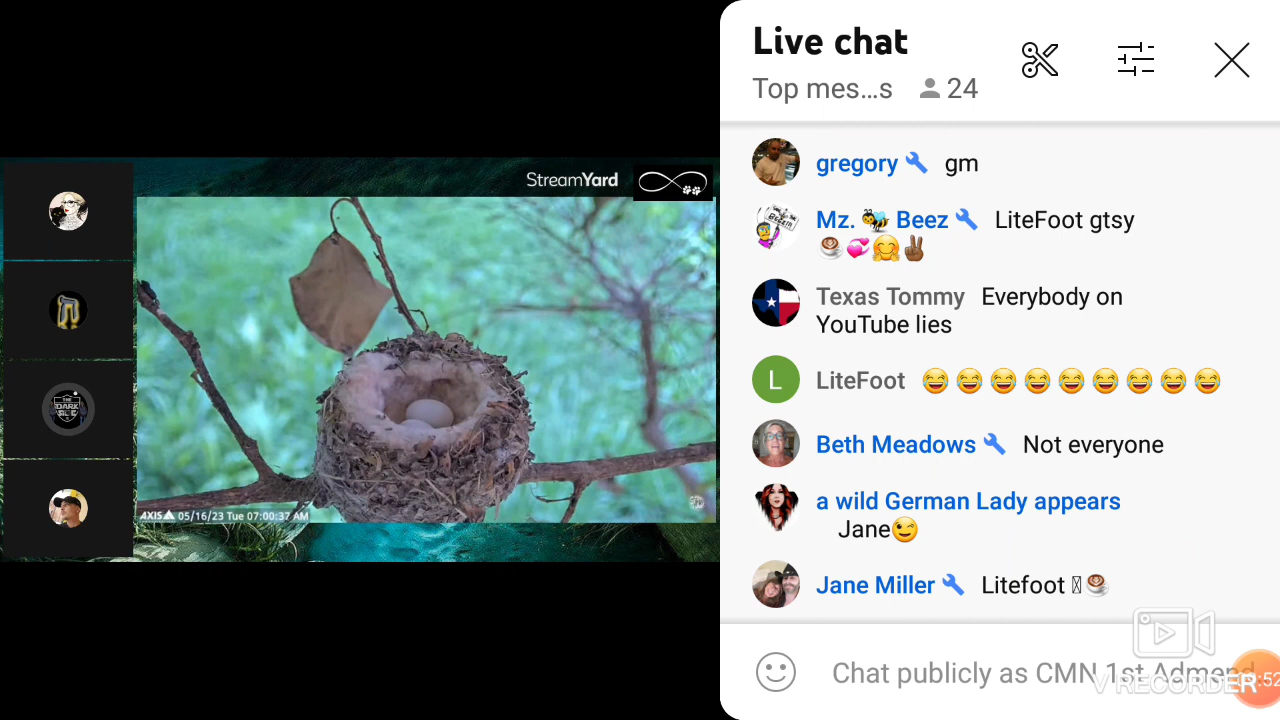 Live chat
Top mes...s 24
StreamYard
gregory gm
Mz. Beez LiteFoot gtsy
Texas Tommy Everybody on
YouTube lies
L LiteFoot
Beth Meadows Not everyone
a wild German Lady appears
Jane
Jane Miller Litefoot
AXIS 05/16/23 Tue 07:00:37 AM
Chat publicly as CMN 1st Admend...
V RECORDER